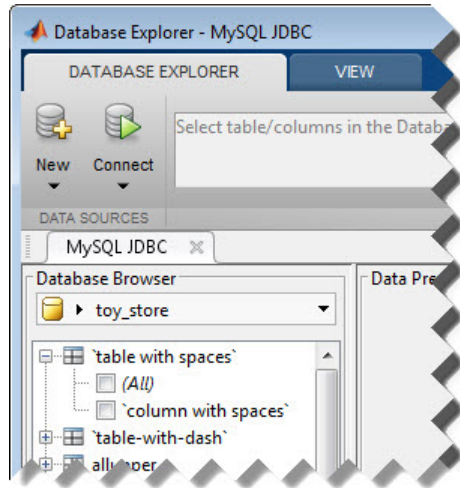 Database Explorer - MySQL JDBC
DATABASE EXPLORER VIEW
Select table/columns in the Datab
New Connect
DATA SOURCES
MySQL JDBC
Database Browser Data Pre
toy_store
`table with spaces`
(All)
`column with spaces`
`table-with-dash`